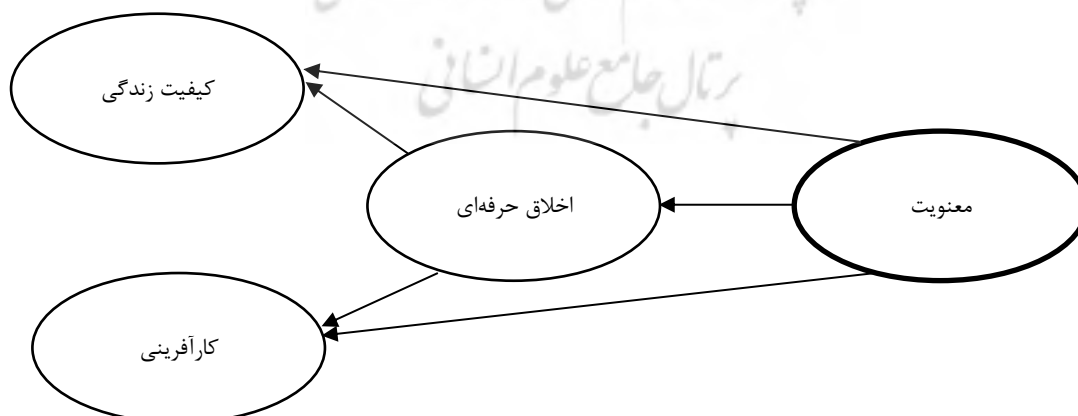 پرتال جامع علوم انسانی
کیفیت زندگی
اخلاق حرفه‌ای
معنویت
کارآفرینی